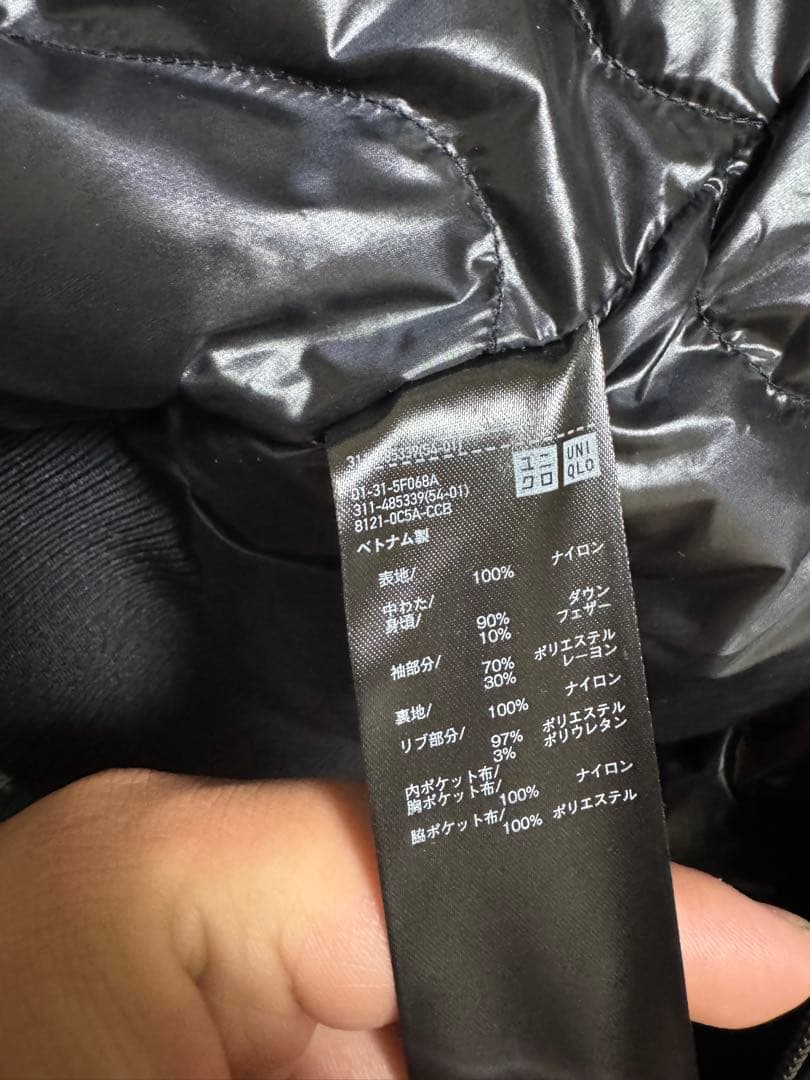 ユニ
クロ
UNI
QLO
01-31-5F068A
311-485339(54-01)
8121-0C5A-CCB
ベトナム製
表地/ 100% ナイロン
中わた/
身頃/ 90% ダウン
10% フェザー
袖部分/ 70% ポリエステル
30% レーヨン
裏地/ 100% ナイロン
リブ部分/ 97% ポリエステル
3% ポリウレタン
内ポケット布/
胸ポケット布/ 100% ナイロン
脇ポケット布/ 100% ポリエステル